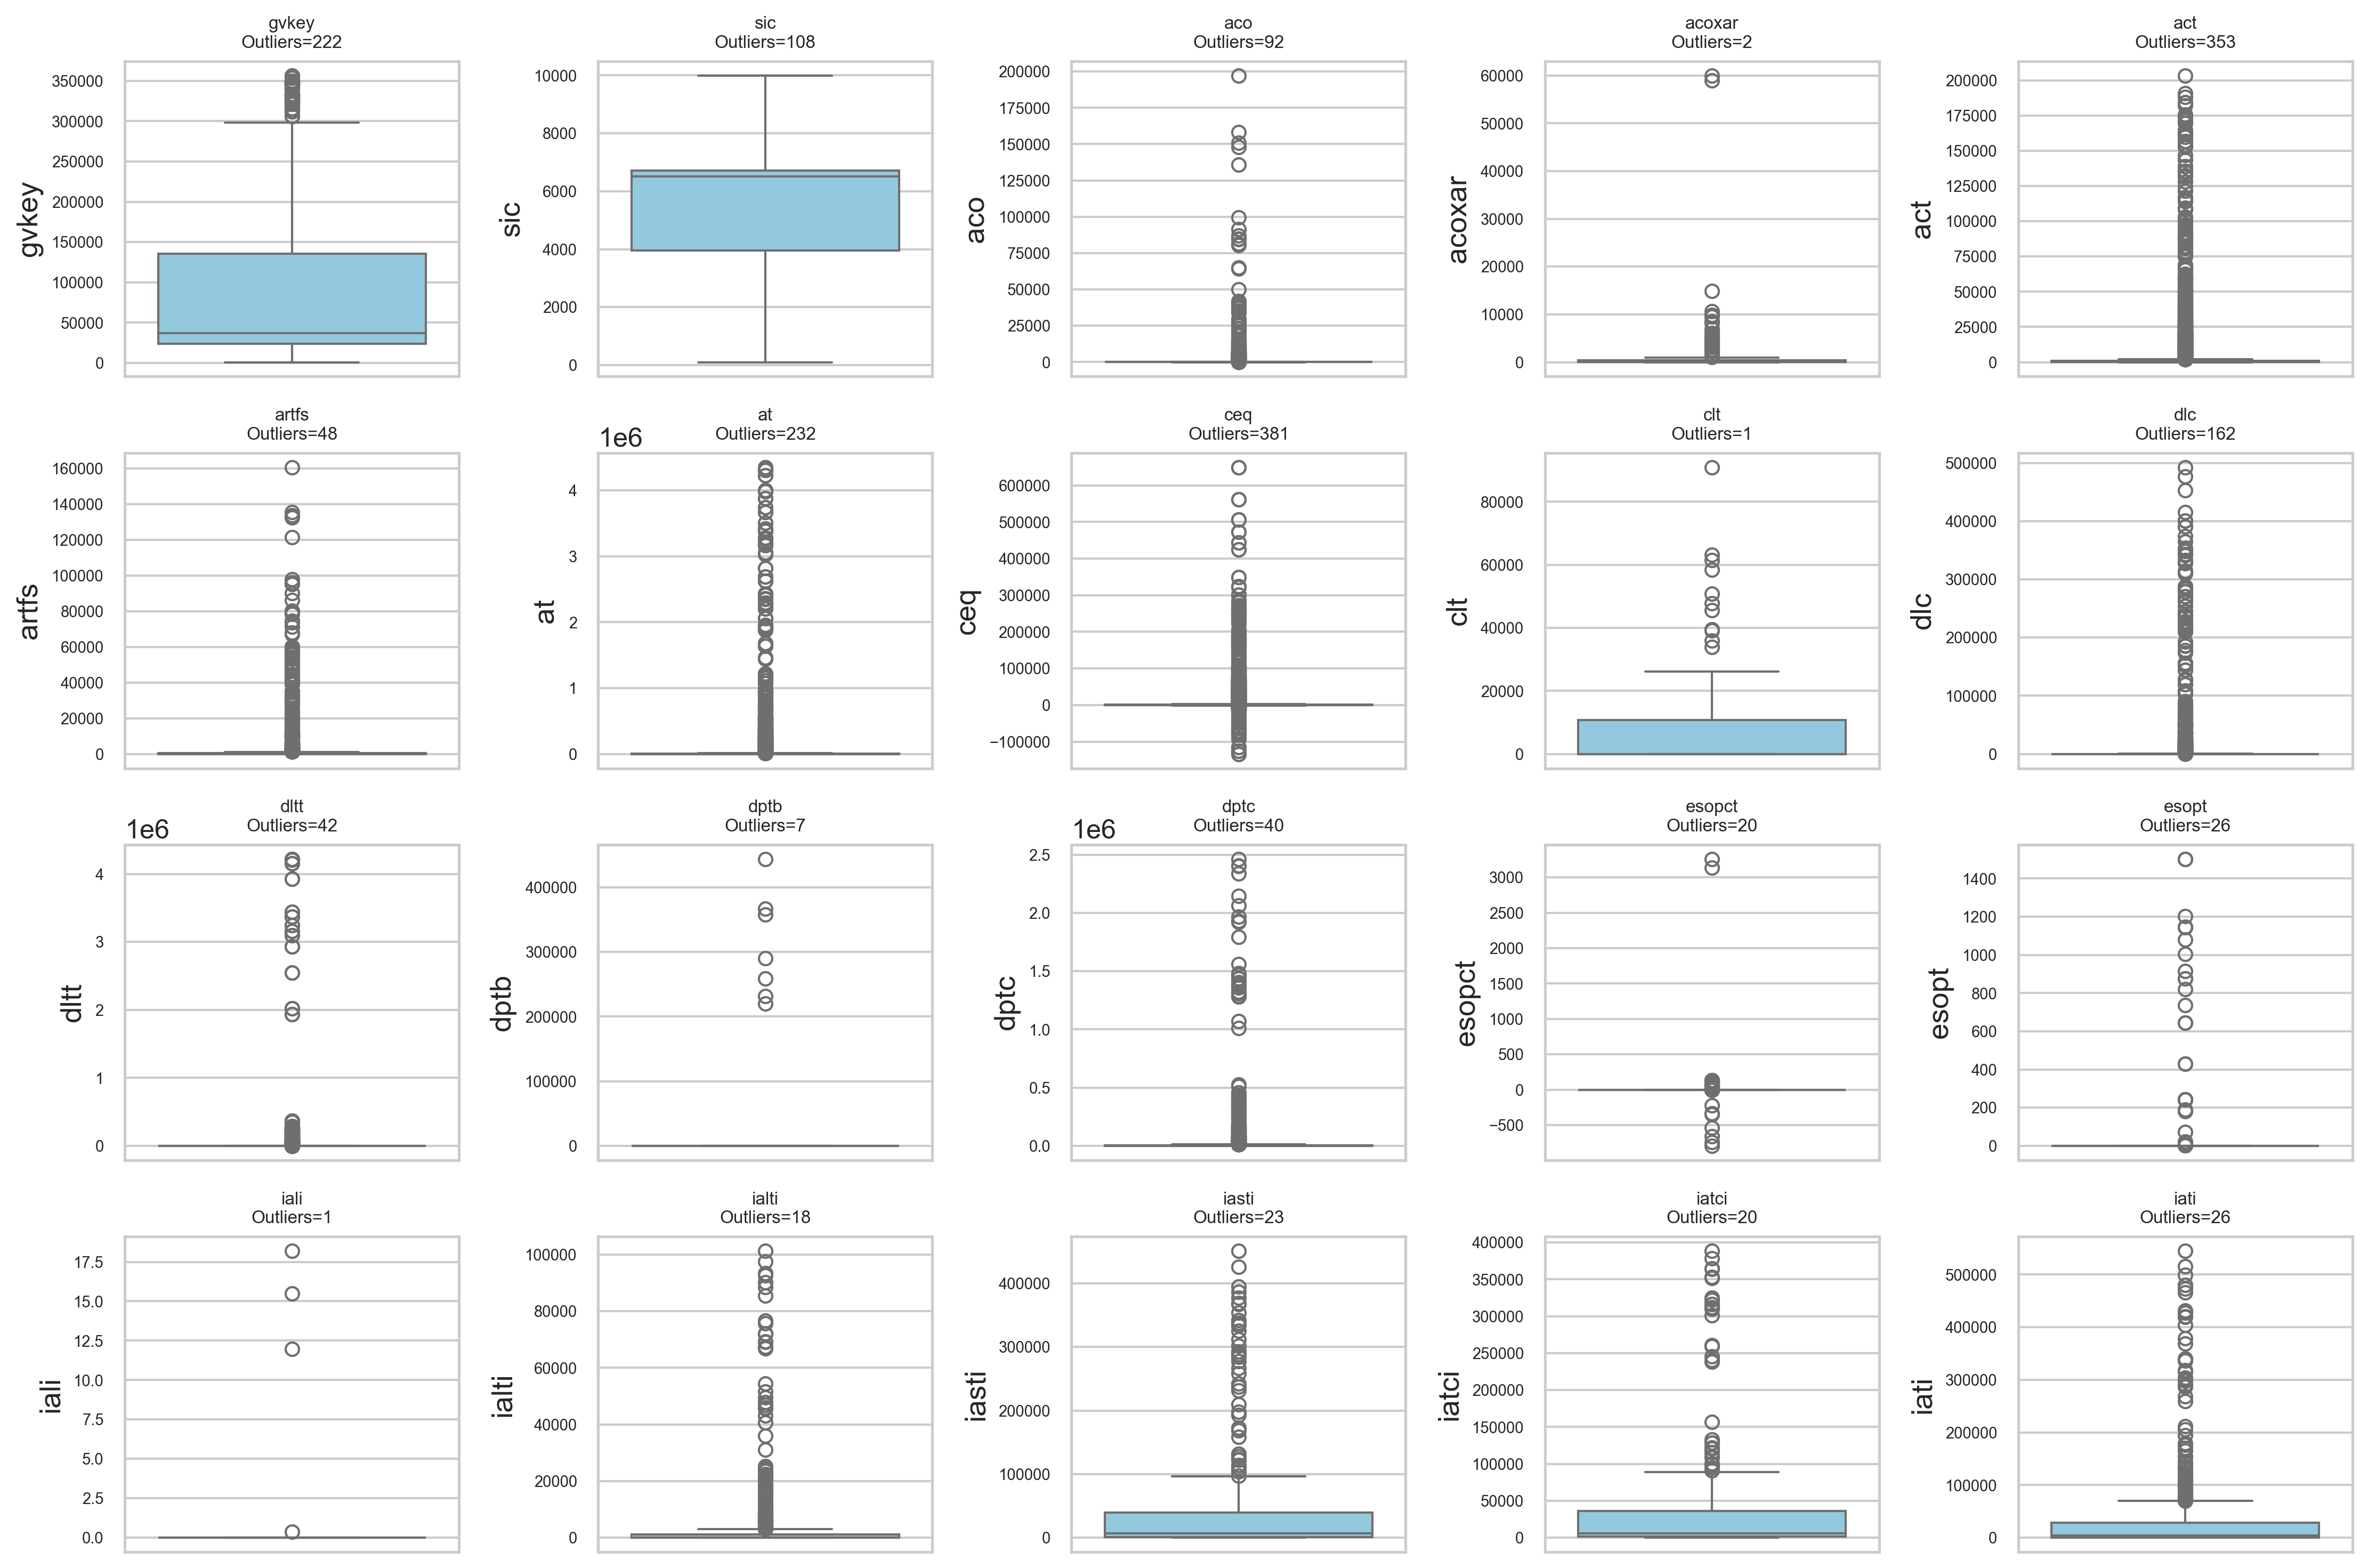 gvkey
Outliers=222
350000
300000
250000
200000
150000
100000
50000
0
gvkey
sic
Outliers=108
10000
8000
6000
4000
2000
0
sic
aco
Outliers=92
200000
175000
150000
125000
100000
75000
50000
25000
0
aco
acoxar
Outliers=2
60000
50000
40000
30000
20000
10000
0
acoxar
act
Outliers=353
200000
175000
150000
125000
100000
75000
50000
25000
0
act
artfs
Outliers=48
160000
140000
120000
100000
80000
60000
40000
20000
0
artfs
at
Outliers=232
1e6
4
3
2
1
0
at
ceq
Outliers=381
600000
500000
400000
300000
200000
100000
0
−100000
ceq
clt
Outliers=1
80000
60000
40000
20000
0
clt
dlc
Outliers=162
500000
400000
300000
200000
100000
0
dlc
dltt
Outliers=42
1e6
4
3
2
1
0
dltt
dptb
Outliers=7
400000
300000
200000
100000
0
dptb
dptc
Outliers=40
1e6
2.5
2.0
1.5
1.0
0.5
0.0
dptc
esopct
Outliers=20
3000
2500
2000
1500
1000
500
0
−500
esopct
esopt
Outliers=26
1400
1200
1000
800
600
400
200
0
esopt
iali
Outliers=1
17.5
15.0
12.5
10.0
7.5
5.0
2.5
0.0
iali
ialti
Outliers=18
100000
80000
60000
40000
20000
0
ialti
iasti
Outliers=23
400000
300000
200000
100000
0
iasti
iatci
Outliers=20
400000
350000
300000
250000
200000
150000
100000
50000
0
iatci
iati
Outliers=26
500000
400000
300000
200000
100000
0
iati